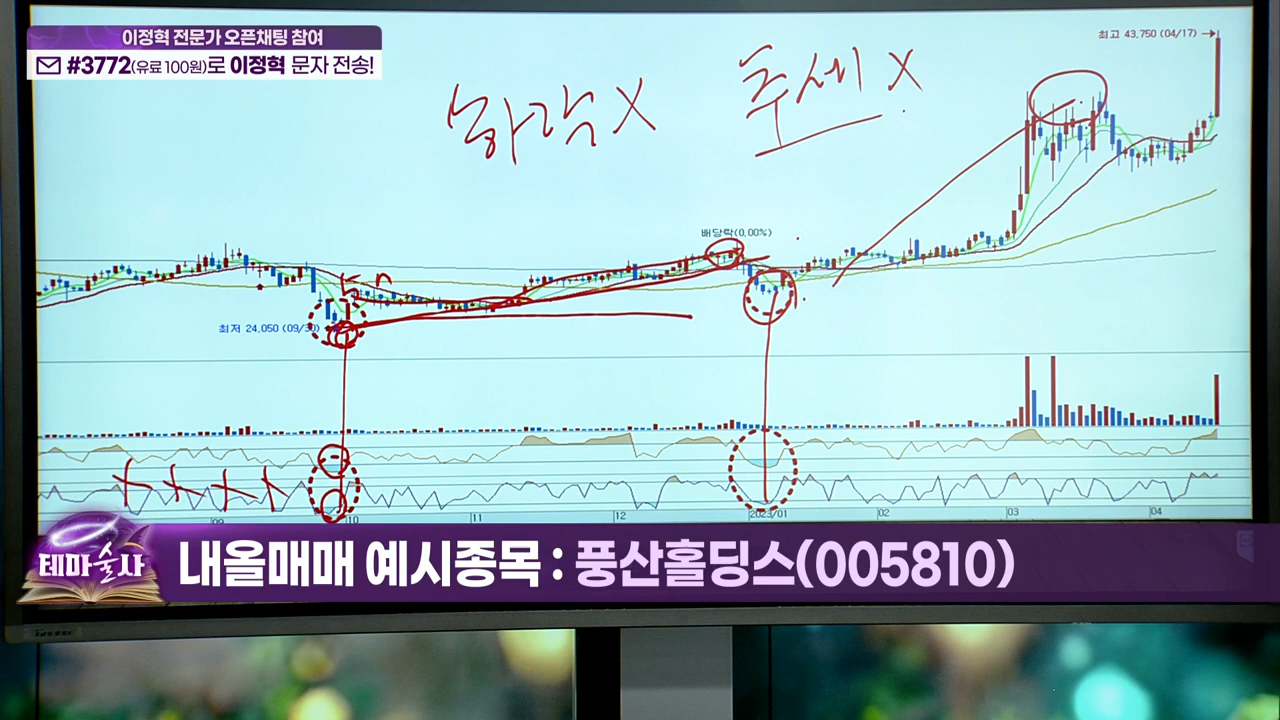 이정혁 전문가 오픈채팅 참여
#3772(유료 100원)로 이정혁 문자 전송!
최고 43,750 (04/17)
하락X 추세X
배당락(0.00%)
최저 24,050 (09/30)
09 10 11 12 2023/01 02 03 04
테마술사
내올매매 예시종목 : 풍산홀딩스(005810)